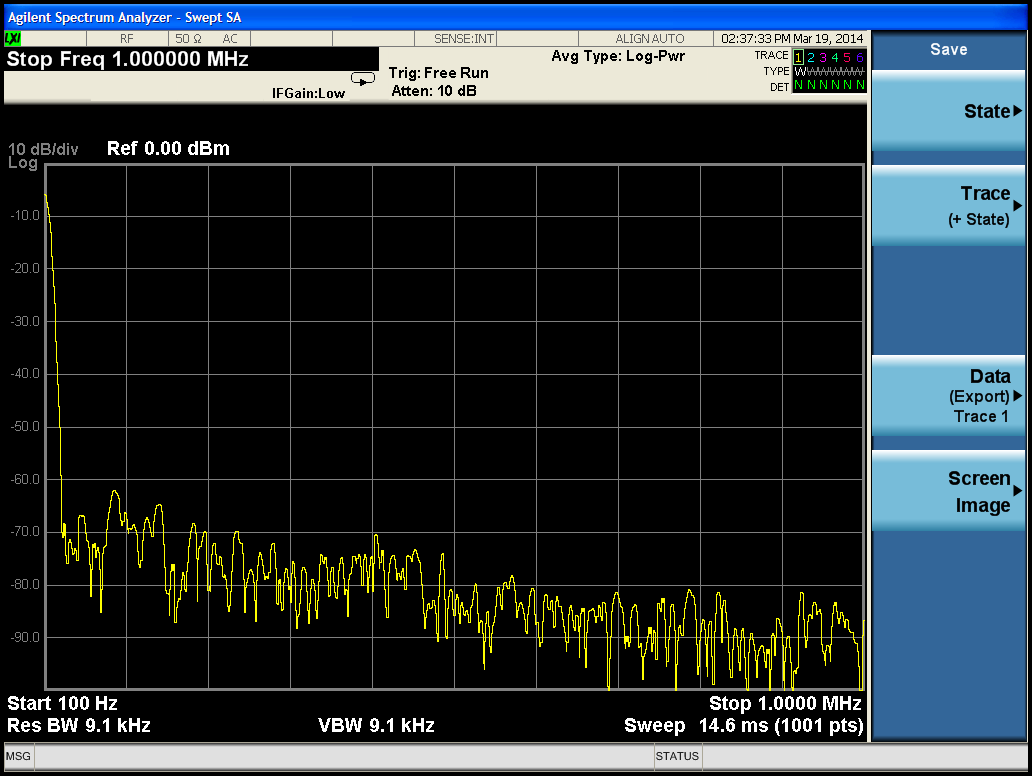 Agilent Spectrum Analyzer - Swept SA
LXI RF 50 Ω AC SENSE:INT ALIGN AUTO 02:37:33 PM Mar 19, 2014
Stop Freq 1.000000 MHz
IFGain:Low
Trig: Free Run
Atten: 10 dB
Avg Type: Log-Pwr
TRACE 1 2 3 4 5 6
TYPE W
DET N N N N N N
10 dB/div
Log
Ref 0.00 dBm
-10.0
-20.0
-30.0
-40.0
-50.0
-60.0
-70.0
-80.0
-90.0
Start 100 Hz
Stop 1.0000 MHz
Res BW 9.1 kHz
VBW 9.1 kHz
Sweep 14.6 ms (1001 pts)
MSG
STATUS
Save
State
Trace
(+ State)
Data
(Export)
Trace 1
Screen
Image